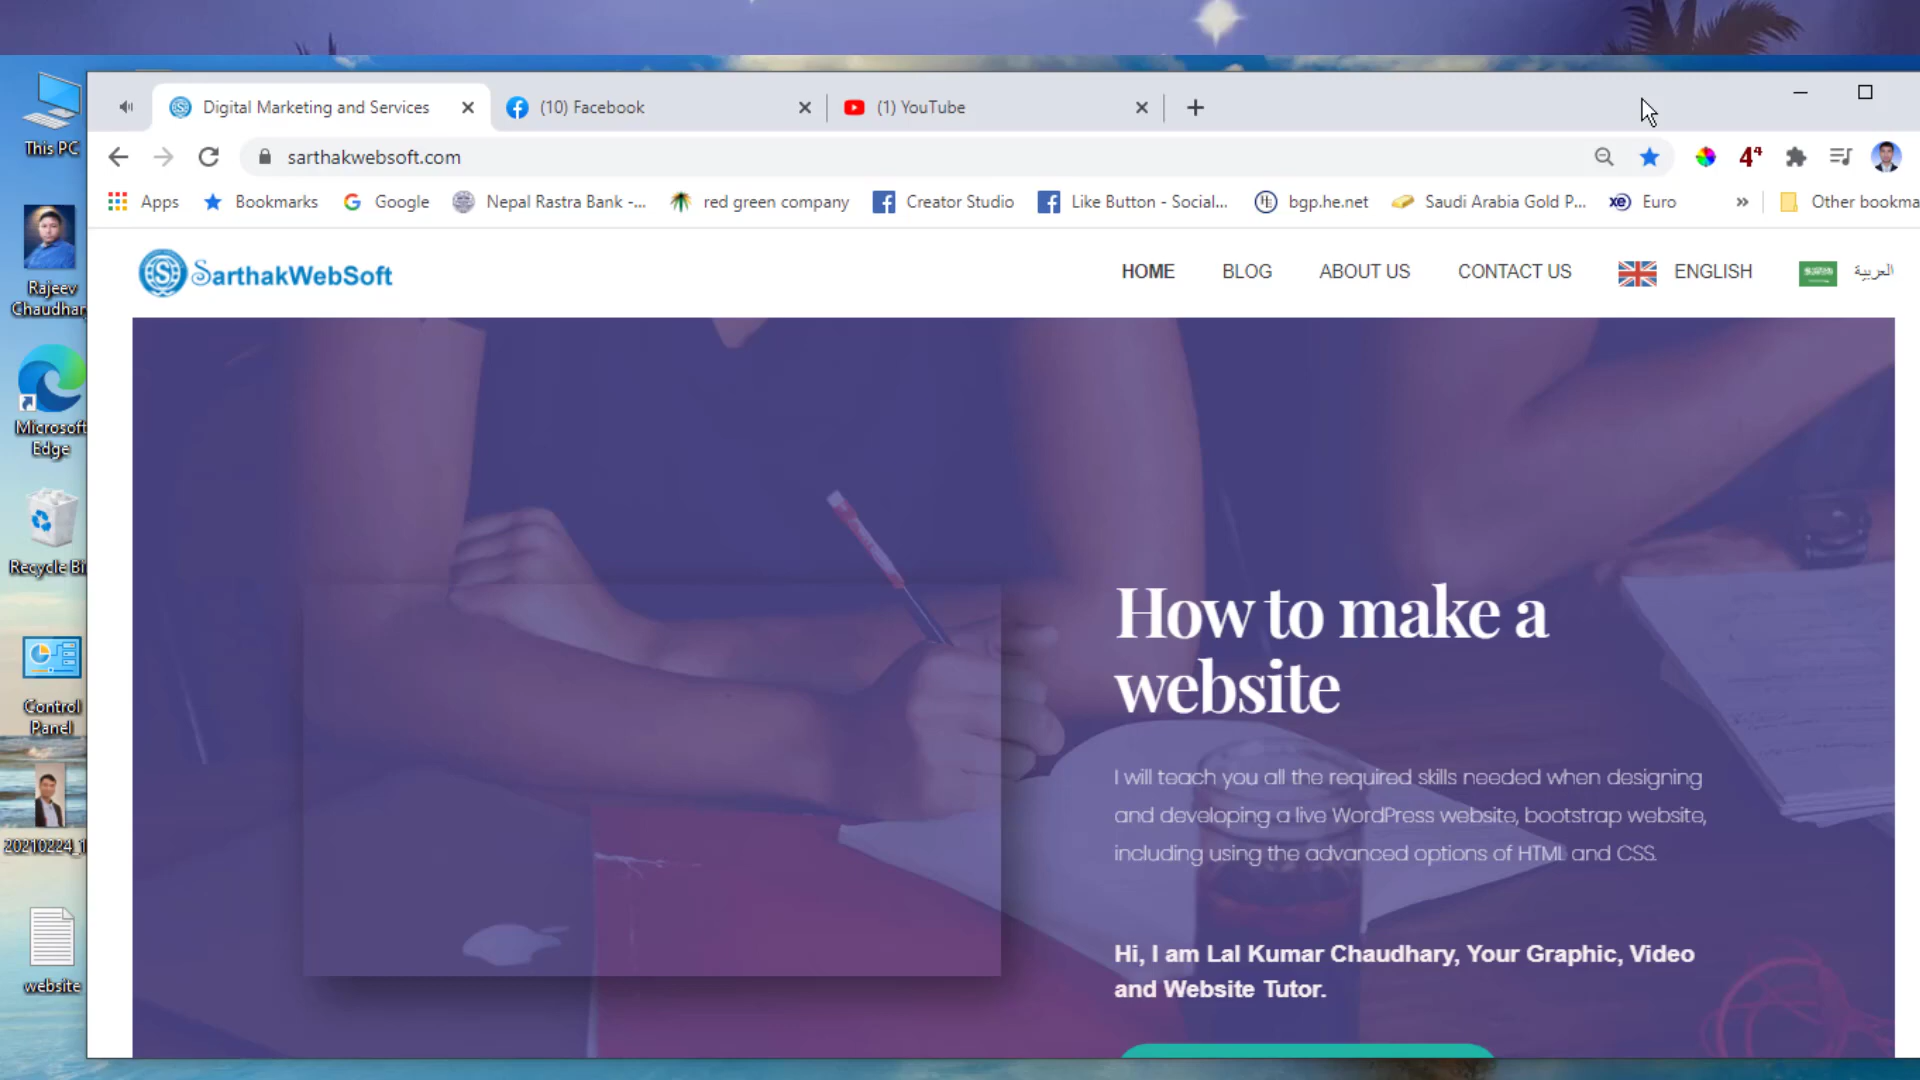 Digital Marketing and Services
(10) Facebook
(1) YouTube
sarthakwebsoft.com
4⁴
Apps
Bookmarks
Google
Nepal Rastra Bank -...
red green company
Creator Studio
Like Button - Social...
bgp.he.net
Saudi Arabia Gold P...
xe
Euro
»
Other bookma
SarthakWebSoft
HOME
BLOG
ABOUT US
CONTACT US
ENGLISH
العربية
How to make a
website
I will teach you all the required skills needed when designing
and developing a live WordPress website, bootstrap website,
including using the advanced options of HTML and CSS.
Hi, I am Lal Kumar Chaudhary, Your Graphic, Video
and Website Tutor.
This PC
Rajeev
Chaudhar
Microsoft
Edge
Recycle Bi
Control
Panel
20210224_1
website